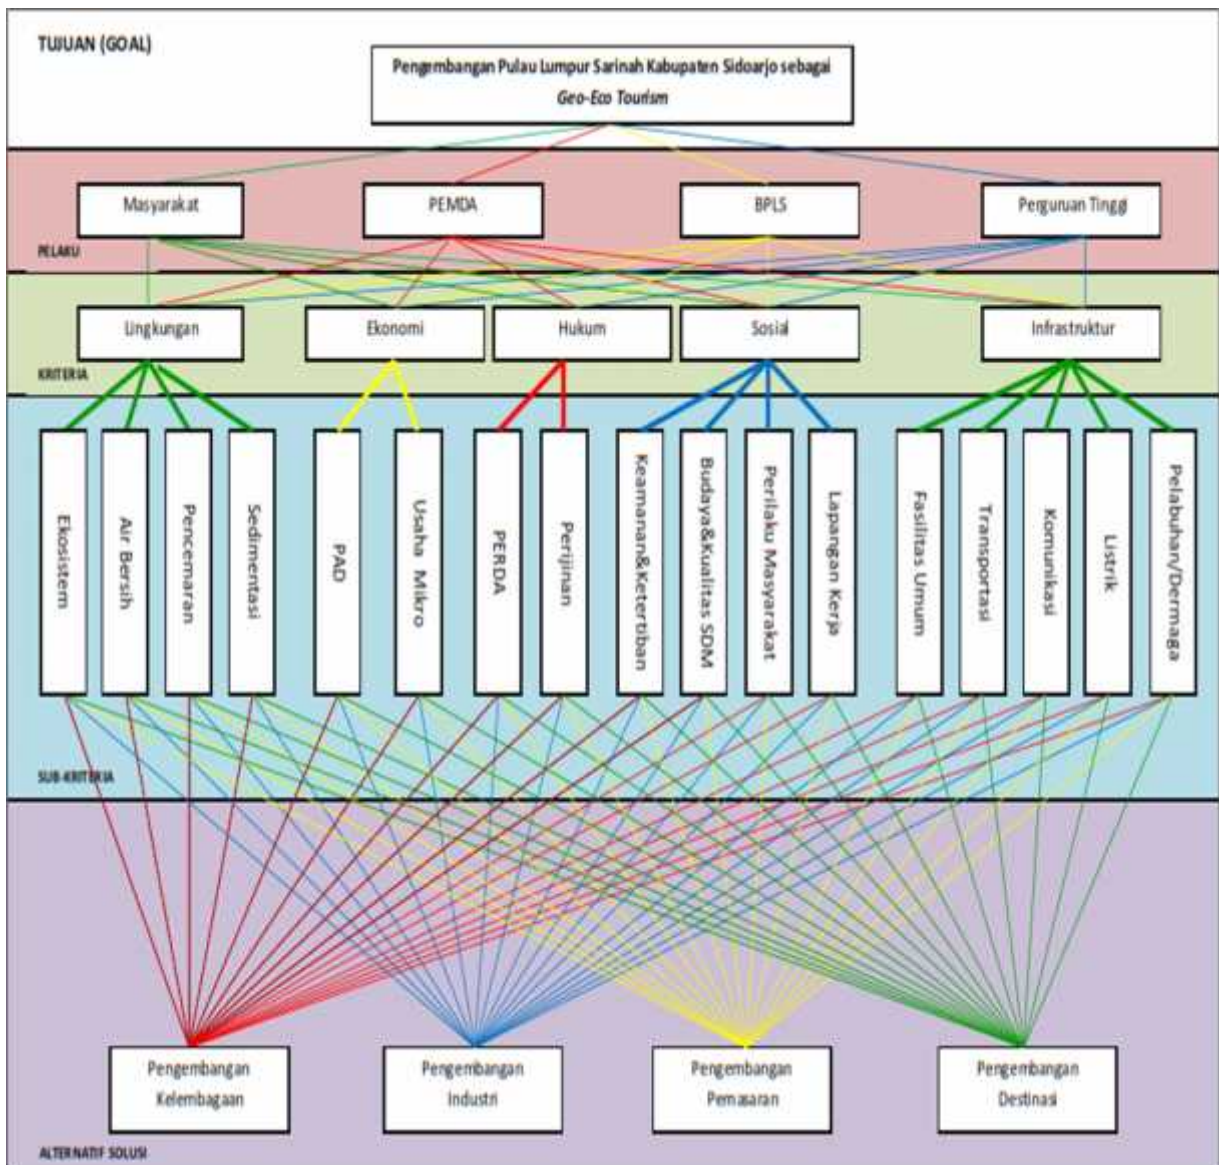 TUJUAN (GOAL)
Pengembangan Pulau Lumpur Sarinah Kabupaten Sidoarjo sebagai
Geo-Eco Tourism
Masyarakat
PEMDA
BPLS
Perguruan Tinggi
PELAKU
Lingkungan
Ekonomi
Hukum
Sosial
Infrastruktur
KRITERIA
Ekosistem
Air Bersih
Pencemaran
Sedimentasi
PAD
Usaha Mikro
PERDA
Perijinan
Keamanan&Ketertiban
Budaya&Kualitas SDM
Perilaku Masyarakat
Lapangan Kerja
Fasilitas Umum
Transportasi
Komunikasi
Listrik
Pelabuhan/Dermaga
SUB-KRITERIA
Pengembangan
Kelembagaan
Pengembangan
Industri
Pengembangan
Pemasaran
Pengembangan
Destinasi
ALTERNATIF SOLUSI